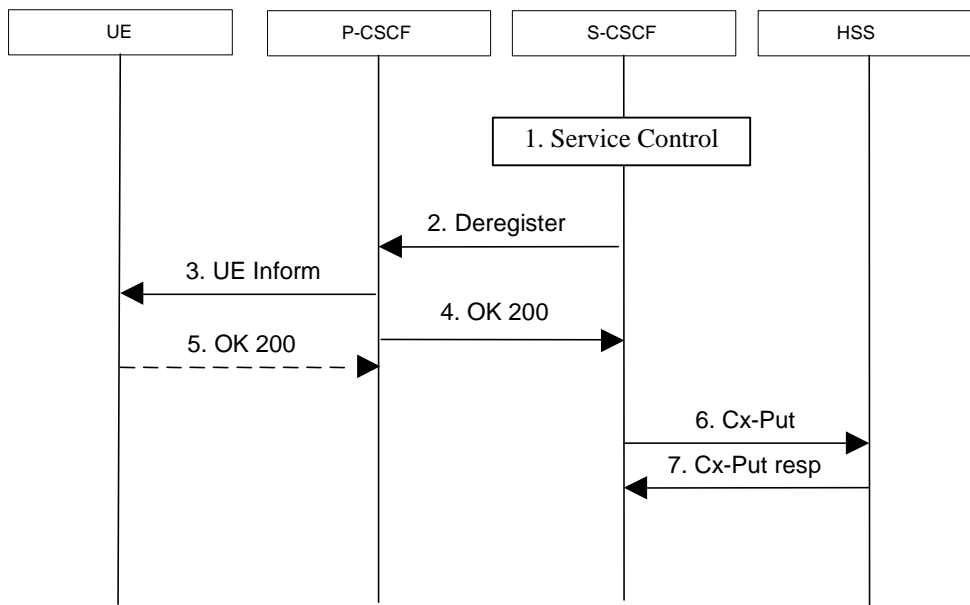 UE
P-CSCF
S-CSCF
HSS
1. Service Control
2. Deregister
3. UE Inform
4. OK 200
5. OK 200
6. Cx-Put
7. Cx-Put resp